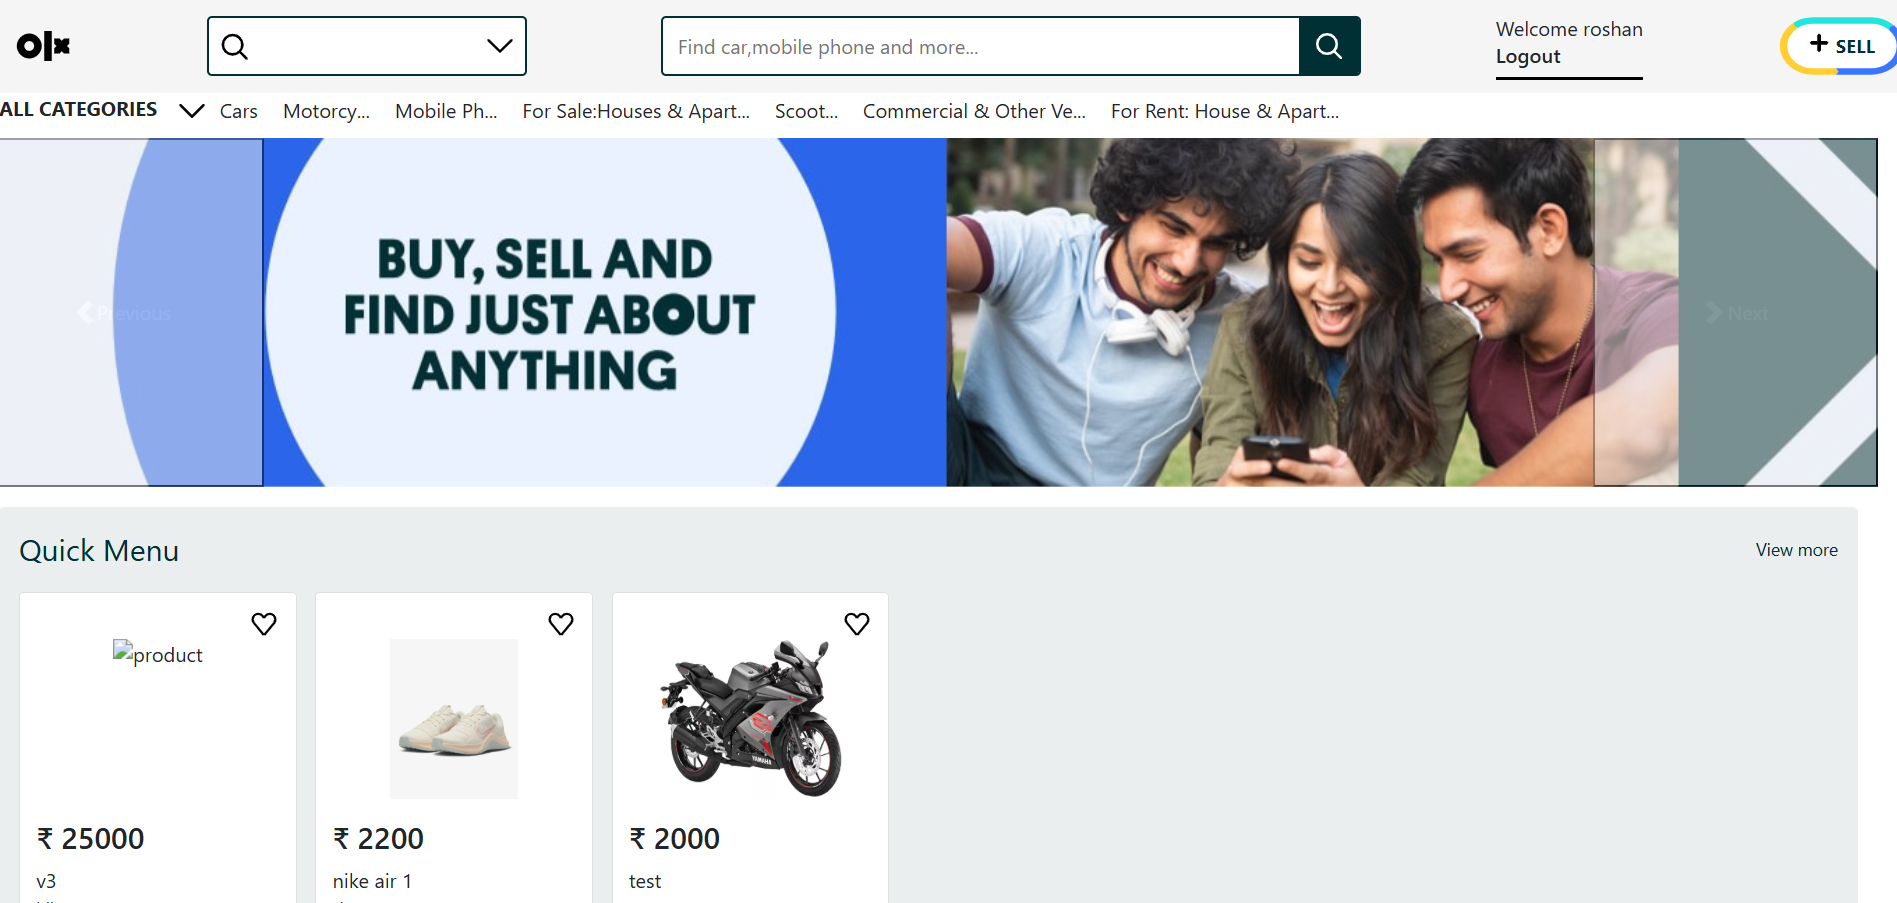 olx
Find car,mobile phone and more...
Welcome roshan
Logout
+ SELL
ALL CATEGORIES
Cars
Motorcy...
Mobile Ph...
For Sale:Houses & Apart...
Scoot...
Commercial & Other Ve...
For Rent: House & Apart...
BUY, SELL AND
FIND JUST ABOUT
ANYTHING
Previous
Next
Quick Menu
View more
product
YAMAHA
₹ 25000
₹ 2200
₹ 2000
v3
nike air 1
test